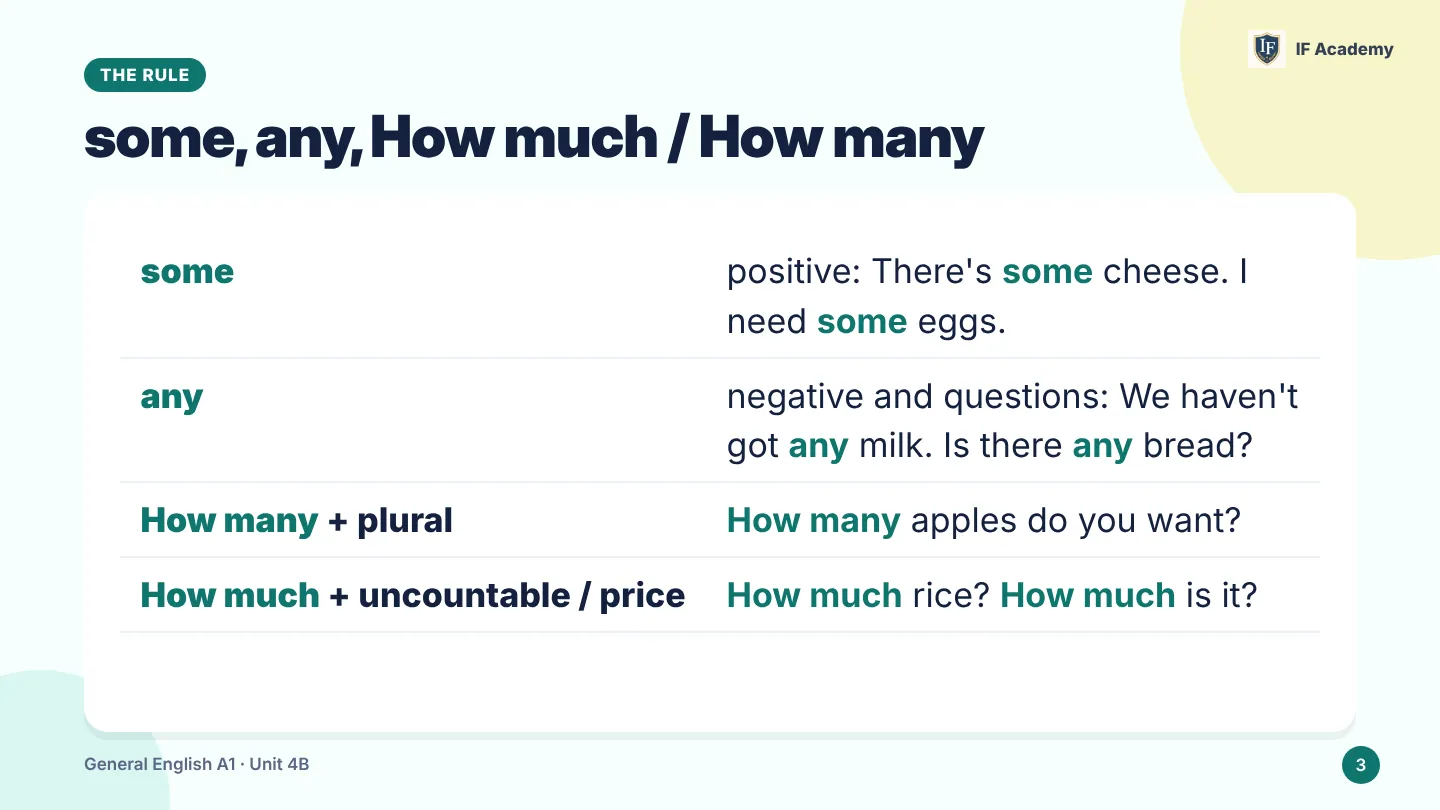 IF
IF Academy
THE RULE
some, any, How much / How many
some
positive: There's some cheese. I
need some eggs.
any
negative and questions: We haven't
got any milk. Is there any bread?
How many + plural
How many apples do you want?
How much + uncountable / price
How much rice? How much is it?
General English A1 · Unit 4B
3